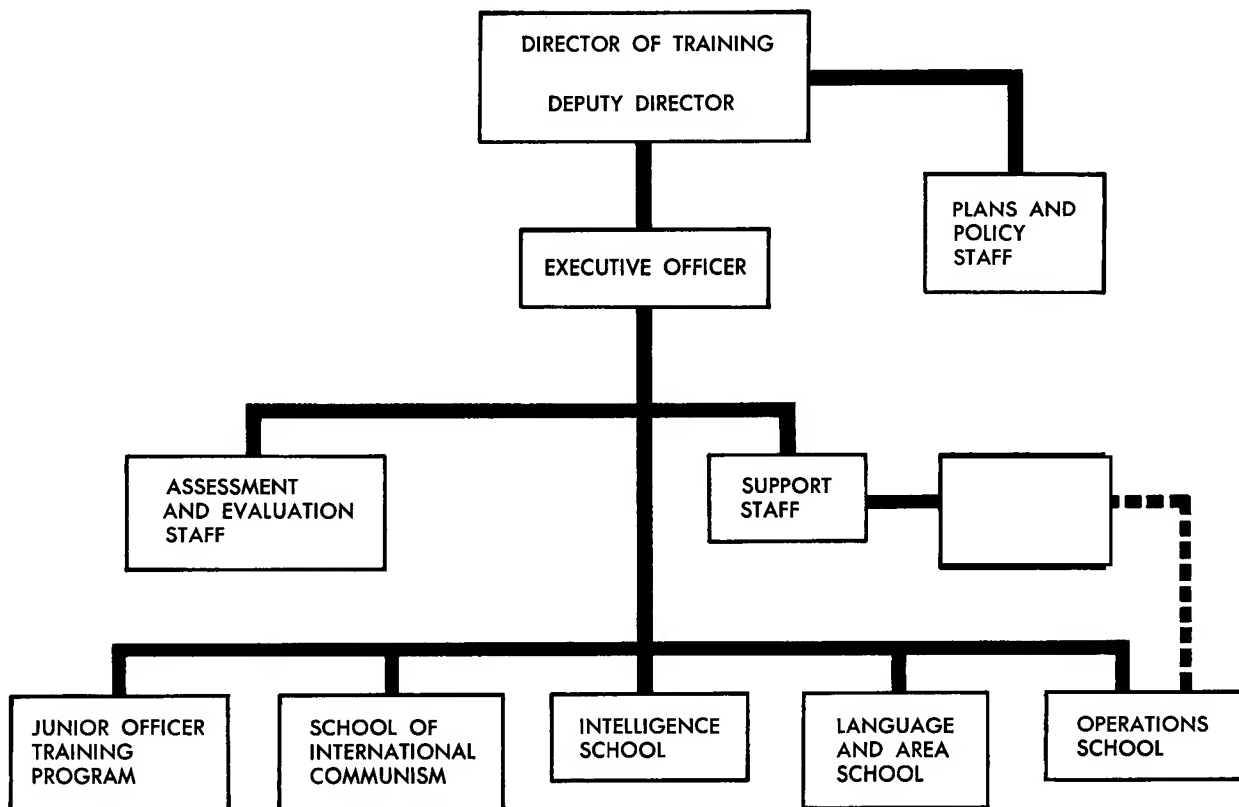 DIRECTOR OF TRAINING
DEPUTY DIRECTOR
PLANS AND
POLICY
STAFF
EXECUTIVE OFFICER
ASSESSMENT
AND EVALUATION
STAFF
SUPPORT
STAFF
JUNIOR OFFICER
TRAINING
PROGRAM
SCHOOL OF
INTERNATIONAL
COMMUNISM
INTELLIGENCE
SCHOOL
LANGUAGE
AND AREA
SCHOOL
OPERATIONS
SCHOOL